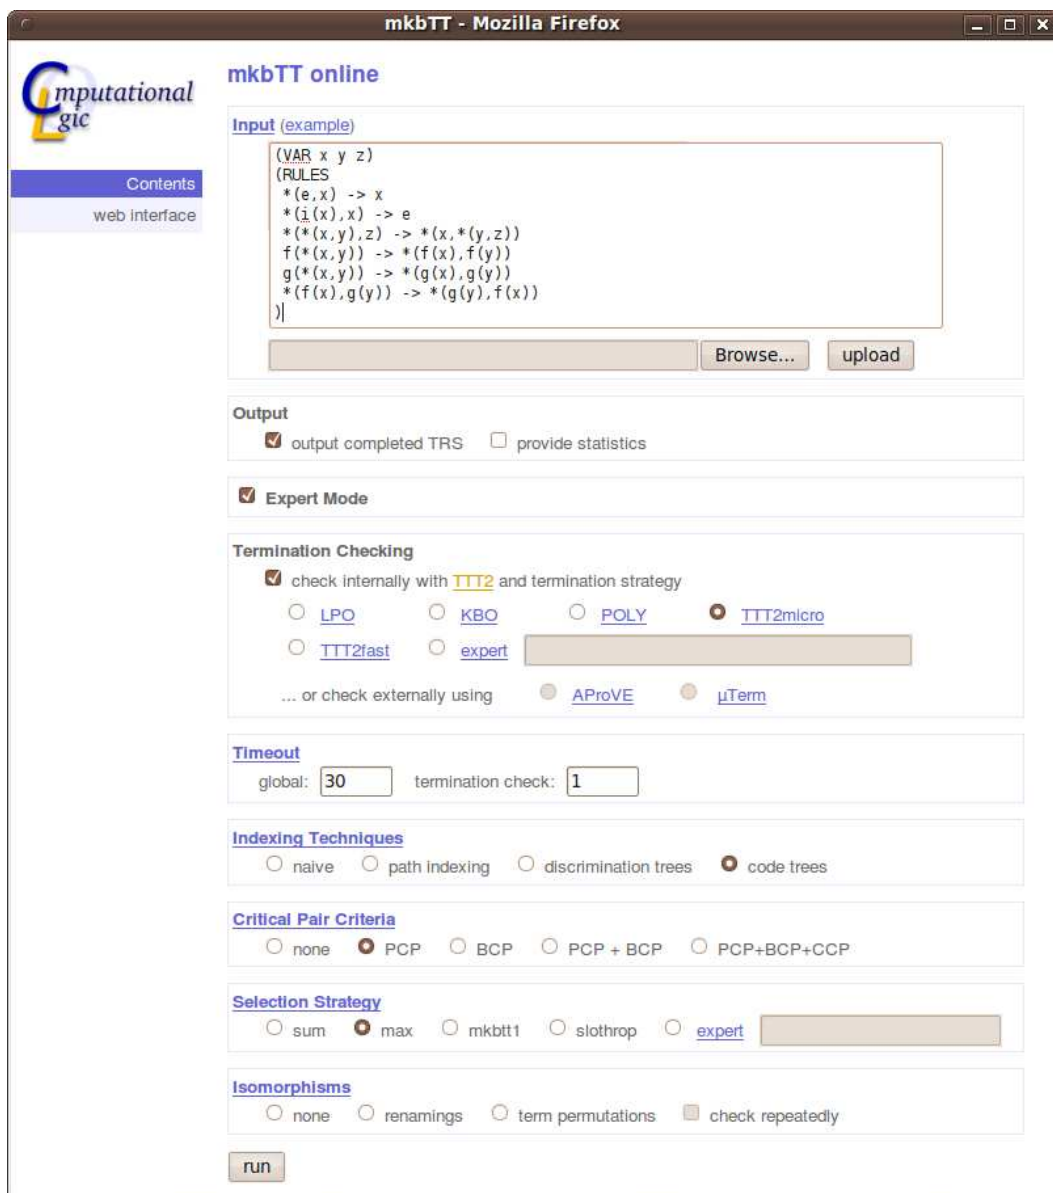 mkbTT - Mozilla Firefox
Computational
Logic
Contents
web interface
mkbTT online
Input (example)
(VAR x y z)
(RULES
*(e,x) -> x
*(i(x),x) -> e
*(*(x,y),z) -> *(x,*(y,z))
f(*(x,y)) -> *(f(x),f(y))
g(*(x,y)) -> *(g(x),g(y))
*(f(x),g(y)) -> *(g(y),f(x))
)
Browse... upload
Output
output completed TRS provide statistics
Expert Mode
Termination Checking
check internally with TTT2 and termination strategy
LPO KBO POLY TTT2micro
TTT2fast expert
... or check externally using AProVE μTerm
Timeout
global: 30 termination check: 1
Indexing Techniques
naive path indexing discrimination trees code trees
Critical Pair Criteria
none PCP BCP PCP + BCP PCP+BCP+CCP
Selection Strategy
sum max mkbtt1 slothrop expert
Isomorphisms
none renamings term permutations check repeatedly
run